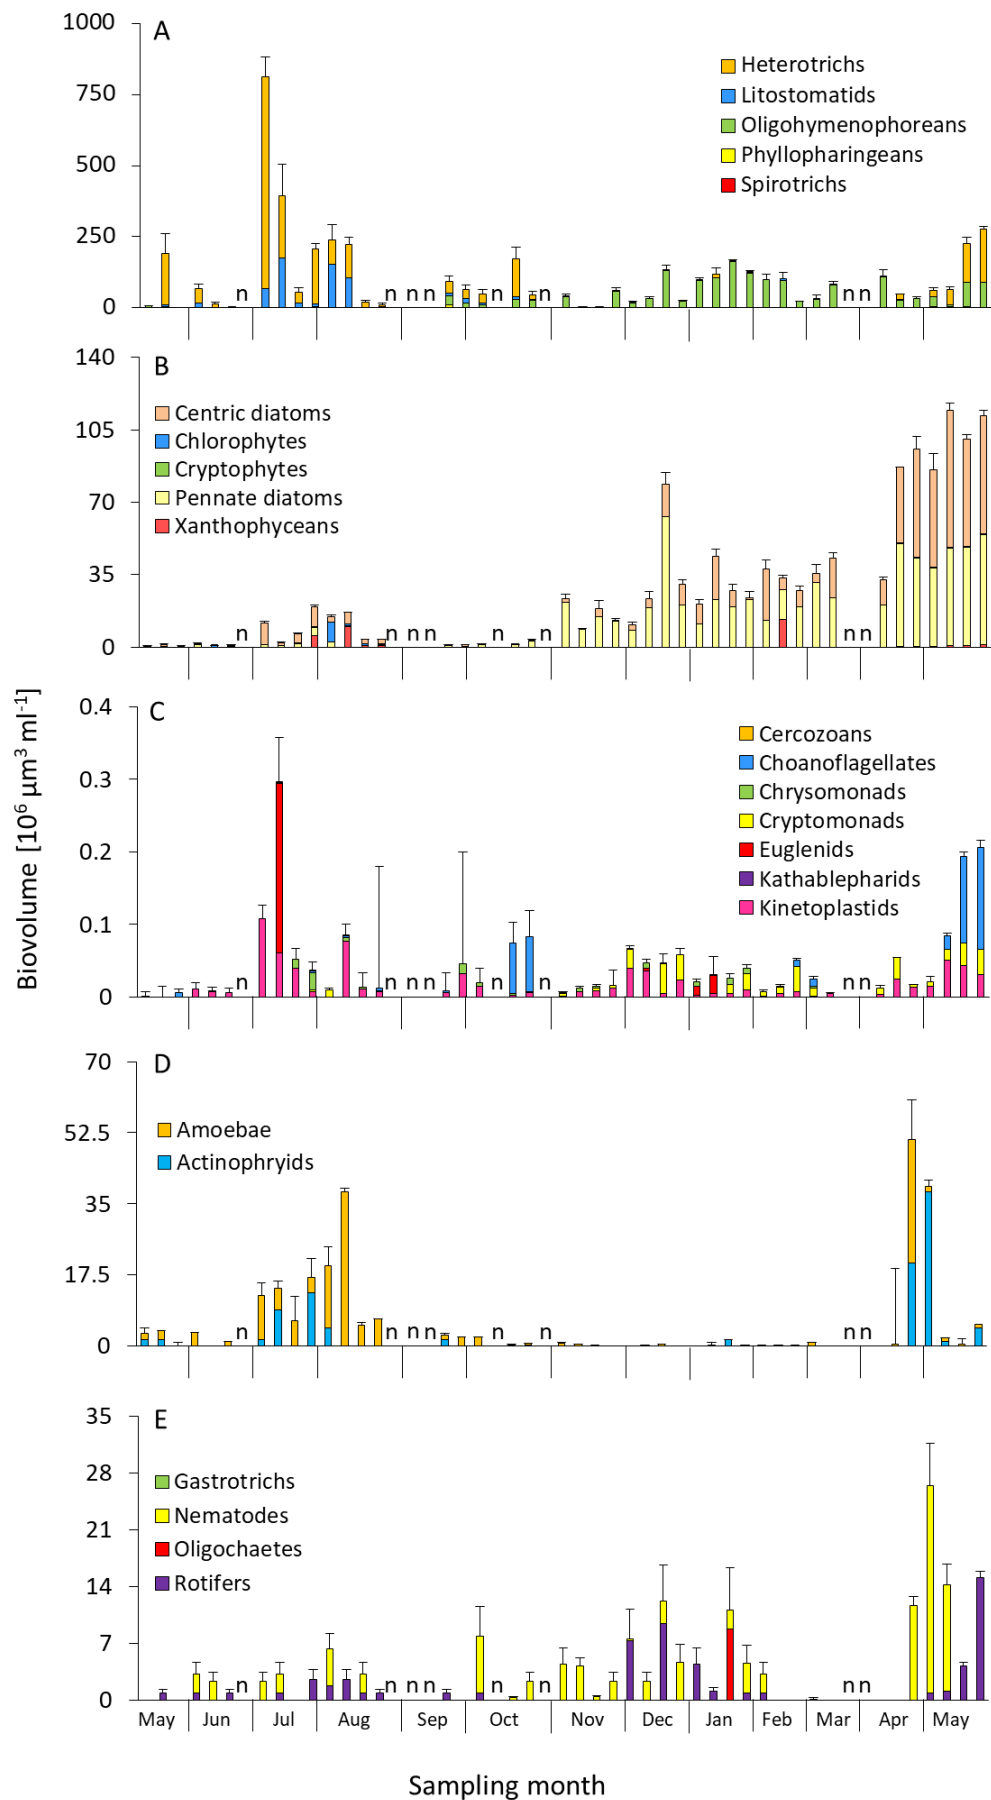 A
1000
750
500
250
0
Heterotrichs
Litostomatids
Oligohymenophoreans
Phyllopharingeans
Spirotrichs
n n n n n n n n
B
140
105
70
35
0
Centric diatoms
Chlorophytes
Cryptophytes
Pennate diatoms
Xanthophyceans
n n n n n n n n
Biovolume [10⁶ µm³ ml⁻¹]
C
0.4
0.3
0.2
0.1
0
Cercozoans
Choanoflagellates
Chrysomonads
Cryptomonads
Euglenids
Kathablepharids
Kinetoplastids
n n n n n n n n
D
70
52.5
35
17.5
0
Amoebae
Actinophryids
n n n n n n n n
E
35
28
21
14
7
0
Gastrotrichs
Nematodes
Oligochaetes
Rotifers
n n n n n n n n
May Jun Jul Aug Sep Oct Nov Dec Jan Feb Mar Apr May
Sampling month